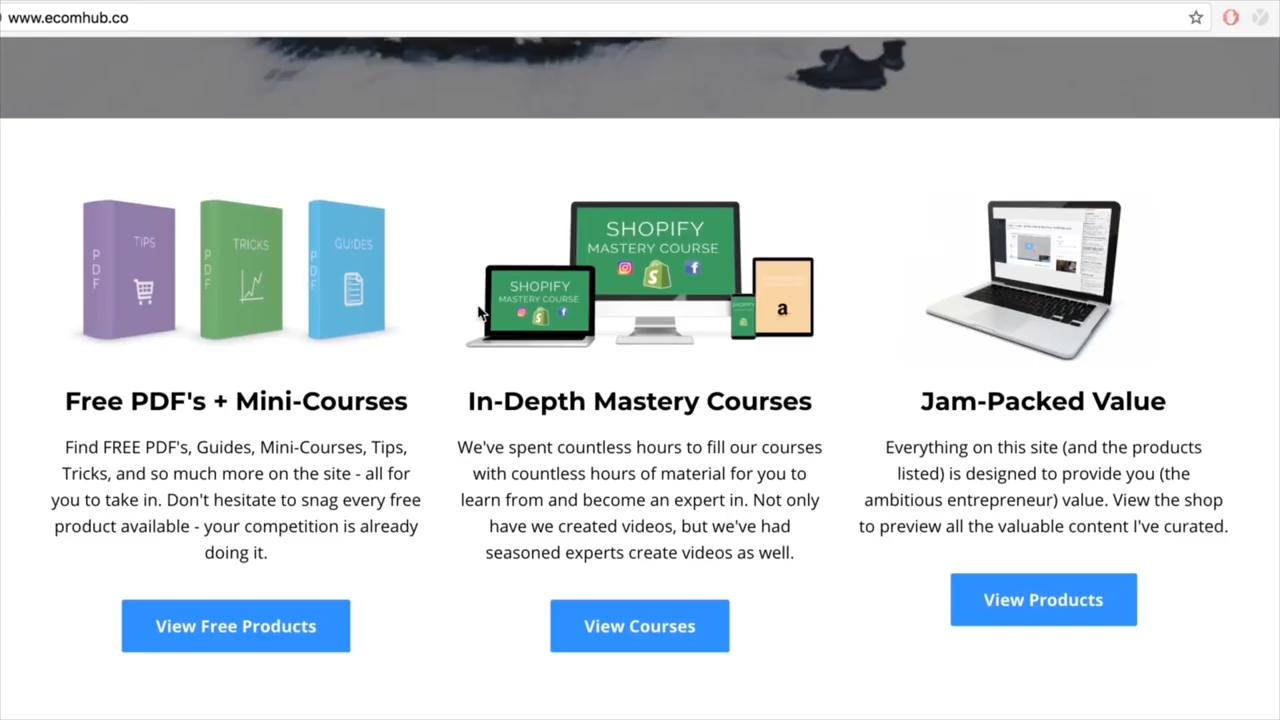 www.ecomhub.co
PDF
TIPS
PDF
TRICKS
PDF
GUIDES
SHOPIFY
MASTERY COURSE
SHOPIFY
MASTERY COURSE
SHOPIFY
a
Free PDF's + Mini-Courses
Find FREE PDF's, Guides, Mini-Courses, Tips,
Tricks, and so much more on the site - all for
you to take in. Don't hesitate to snag every free
product available - your competition is already
doing it.
View Free Products
In-Depth Mastery Courses
We've spent countless hours to fill our courses
with countless hours of material for you to
learn from and become an expert in. Not only
have we created videos, but we've had
seasoned experts create videos as well.
View Courses
Jam-Packed Value
Everything on this site (and the products
listed) is designed to provide you (the
ambitious entrepreneur) value. View the shop
to preview all the valuable content I've curated.
View Products